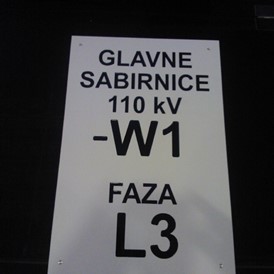 GLAVNE
SABIRNICE
110 kV
-W1
FAZA
L3